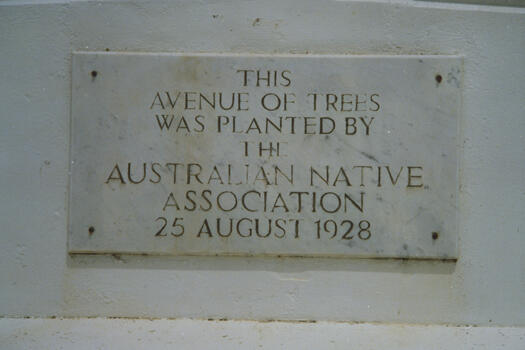 THIS
AVENUE OF TREES
WAS PLANTED BY
THE
AUSTRALIAN NATIVE
ASSOCIATION
25 AUGUST 1928